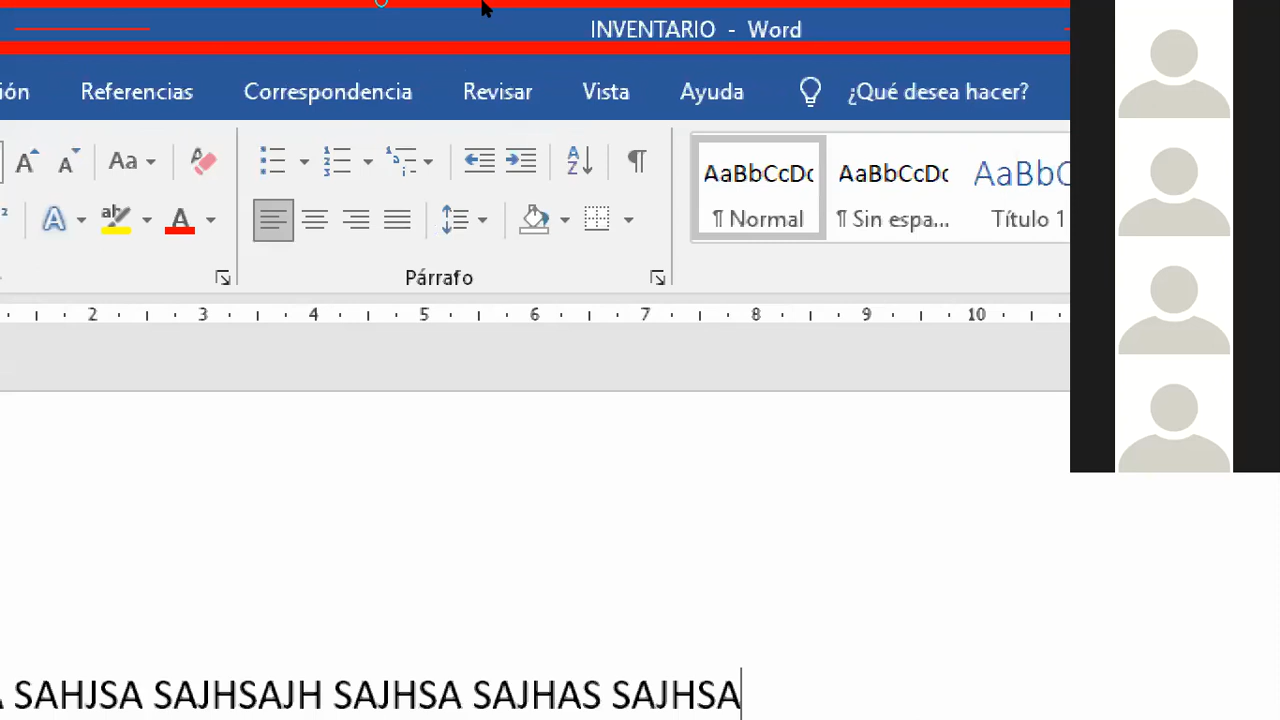 INVENTARIO - Word
ión Referencias Correspondencia Revisar Vista Ayuda ¿Qué desea hacer?
Aa
AaBbCcDc AaBbCcDc AaBbC
¶ Normal ¶ Sin espa... Título 1
Párrafo
2 3 4 5 6 7 8 9 10
SAHJSA SAJHSAJH SAJHSA SAJHAS SAJHSA